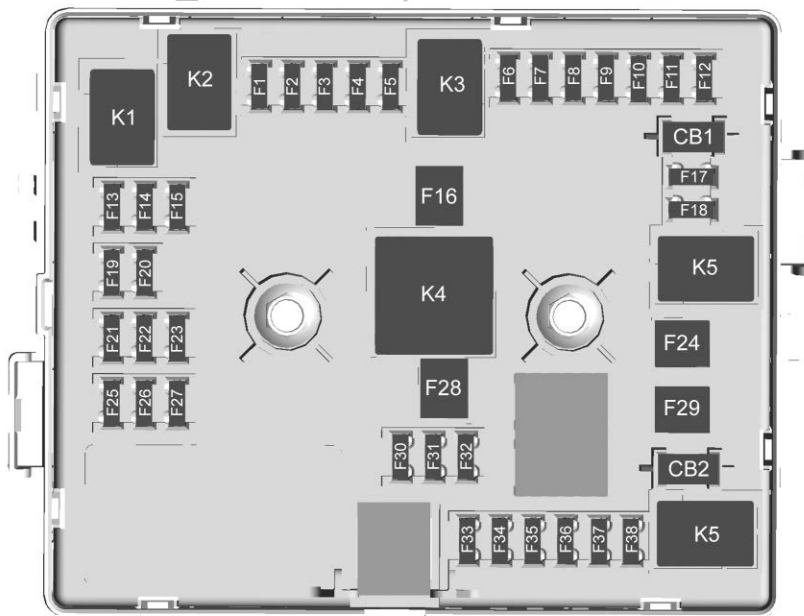 K1
K2
F1 F2 F3 F4 F5
K3
F6 F7 F8 F9 F10 F11 F12
CB1
F17
F18
F13 F14 F15
F16
F19 F20
K4
K5
F21 F22 F23
F24
F25 F26 F27
F28
F29
F30 F31 F32
CB2
F33 F34 F35 F36 F37 F38
K5